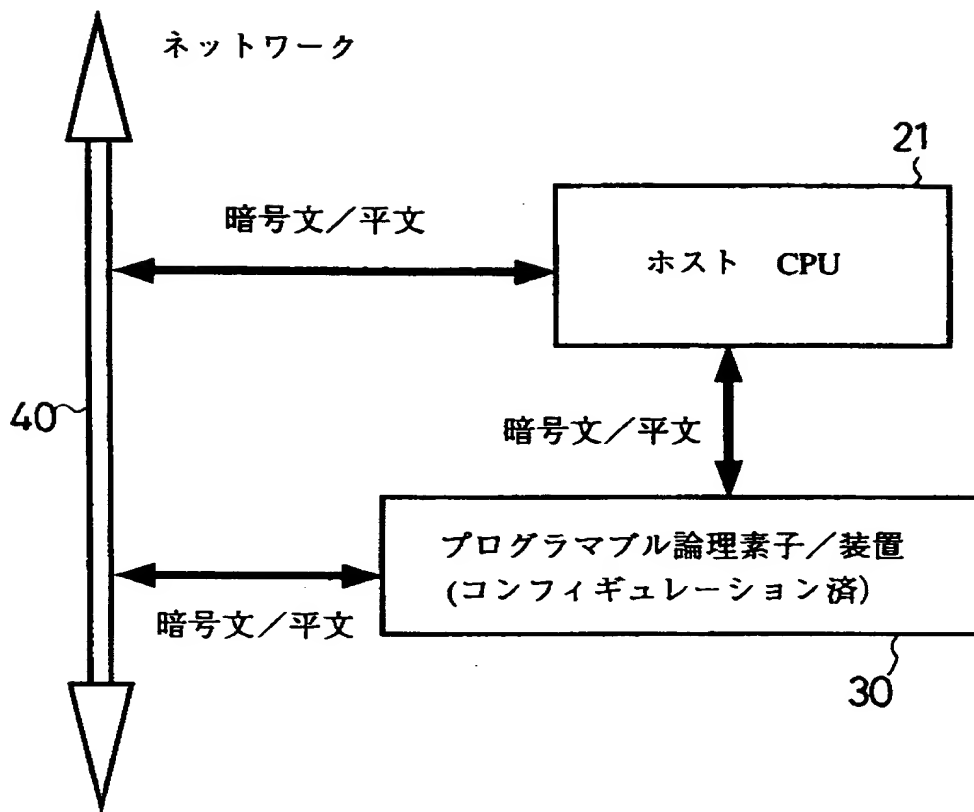 ネットワーク
21
暗号文／平文
ホスト CPU
40
暗号文／平文
プログラマブル論理素子／装置
(コンフィギュレーション済)
暗号文／平文
30